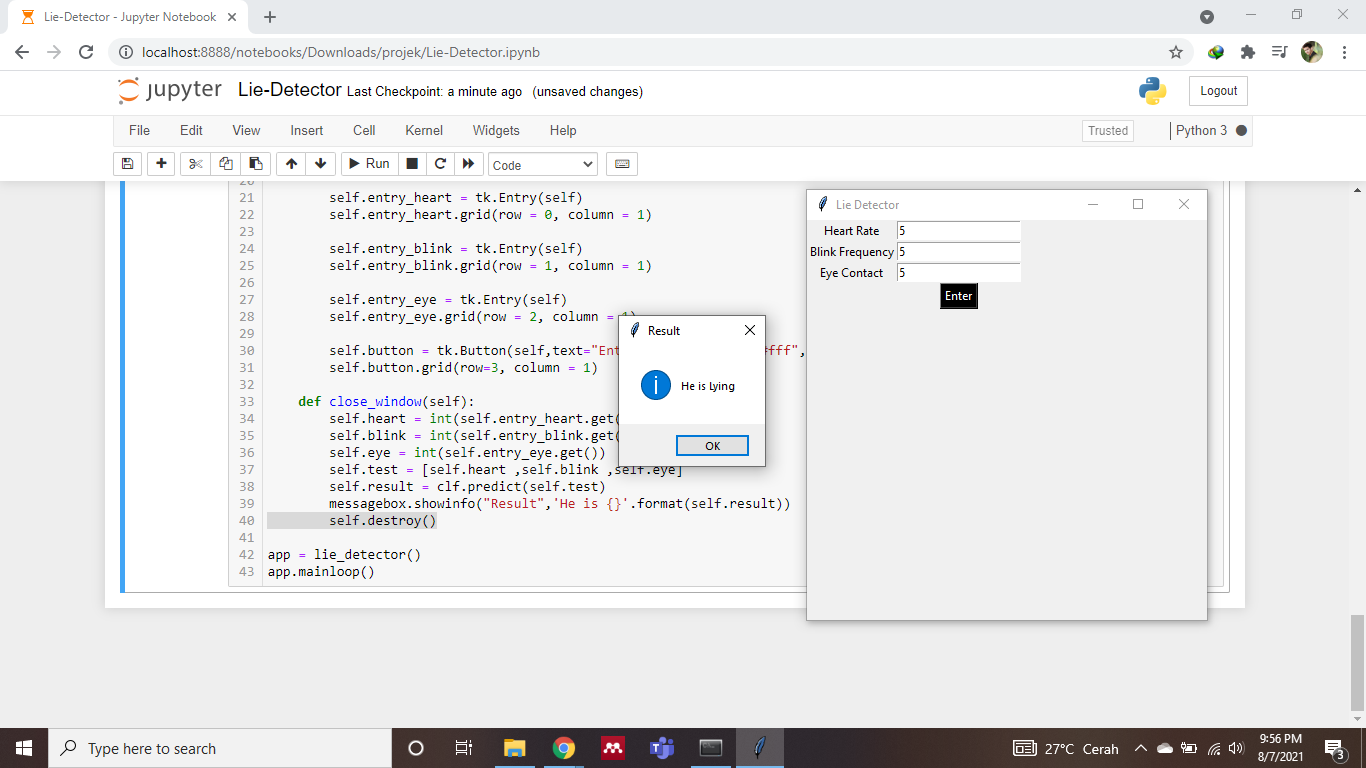 Lie-Detector - Jupyter Notebook
localhost:8888/notebooks/Downloads/projek/Lie-Detector.ipynb
jupyter Lie-Detector Last Checkpoint: a minute ago (unsaved changes)
Logout
File Edit View Insert Cell Kernel Widgets Help
Trusted Python 3
Run Code
20
21 self.entry_heart = tk.Entry(self)
22 self.entry_heart.grid(row = 0, column = 1)
23
24 self.entry_blink = tk.Entry(self)
25 self.entry_blink.grid(row = 1, column = 1)
26
27 self.entry_eye = tk.Entry(self)
28 self.entry_eye.grid(row = 2, column = 1)
29
30 self.button = tk.Button(self,text="Ent #fff",
31 self.button.grid(row=3, column = 1)
32
33 def close_window(self):
34 self.heart = int(self.entry_heart.get(
35 self.blink = int(self.entry_blink.get(
36 self.eye = int(self.entry_eye.get())
37 self.test = [self.heart ,self.blink ,self.eye]
38 self.result = clf.predict(self.test)
39 messagebox.showinfo("Result",'He is {}'.format(self.result))
40 self.destroy()
41
42 app = lie_detector()
43 app.mainloop()
Lie Detector
Heart Rate 5
Blink Frequency 5
Eye Contact 5
Enter
Result
He is Lying
OK
Type here to search
27°C Cerah
9:56 PM
8/7/2021
3